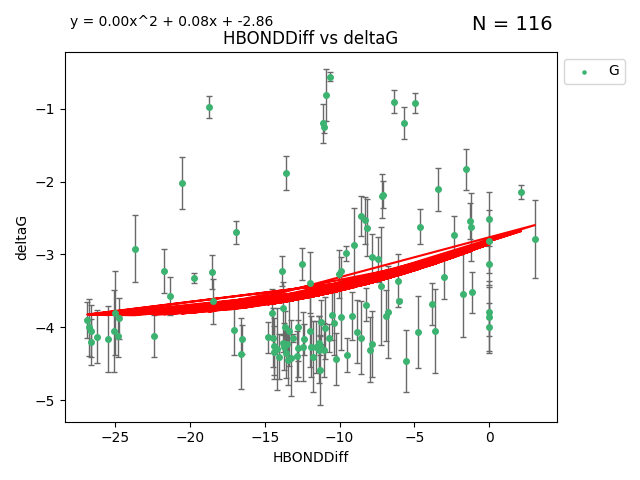 y = 0.00x^2 + 0.08x + -2.86
N = 116
HBONDDiff vs deltaG
G
deltaG
−1
−2
−3
−4
−5
−25
−20
−15
−10
−5
0
HBONDDiff